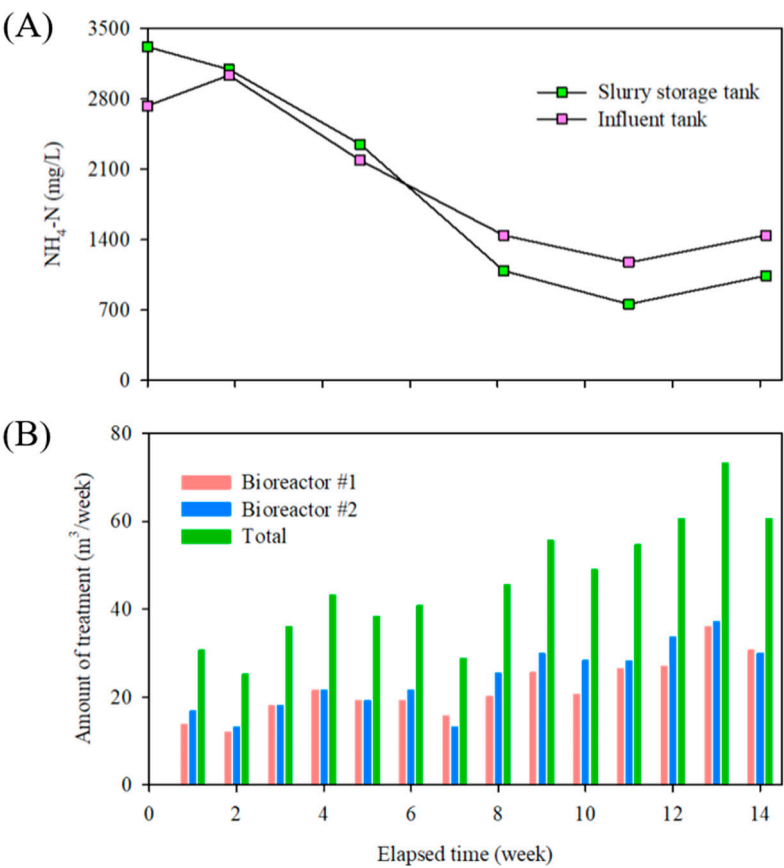 (A)
3500
2800
2100
1400
700
0
NH4-N (mg/L)
Slurry storage tank
Influent tank
(B)
80
60
40
20
0
Amount of treatment (m³/week)
Bioreactor #1
Bioreactor #2
Total
0 2 4 6 8 10 12 14
Elapsed time (week)